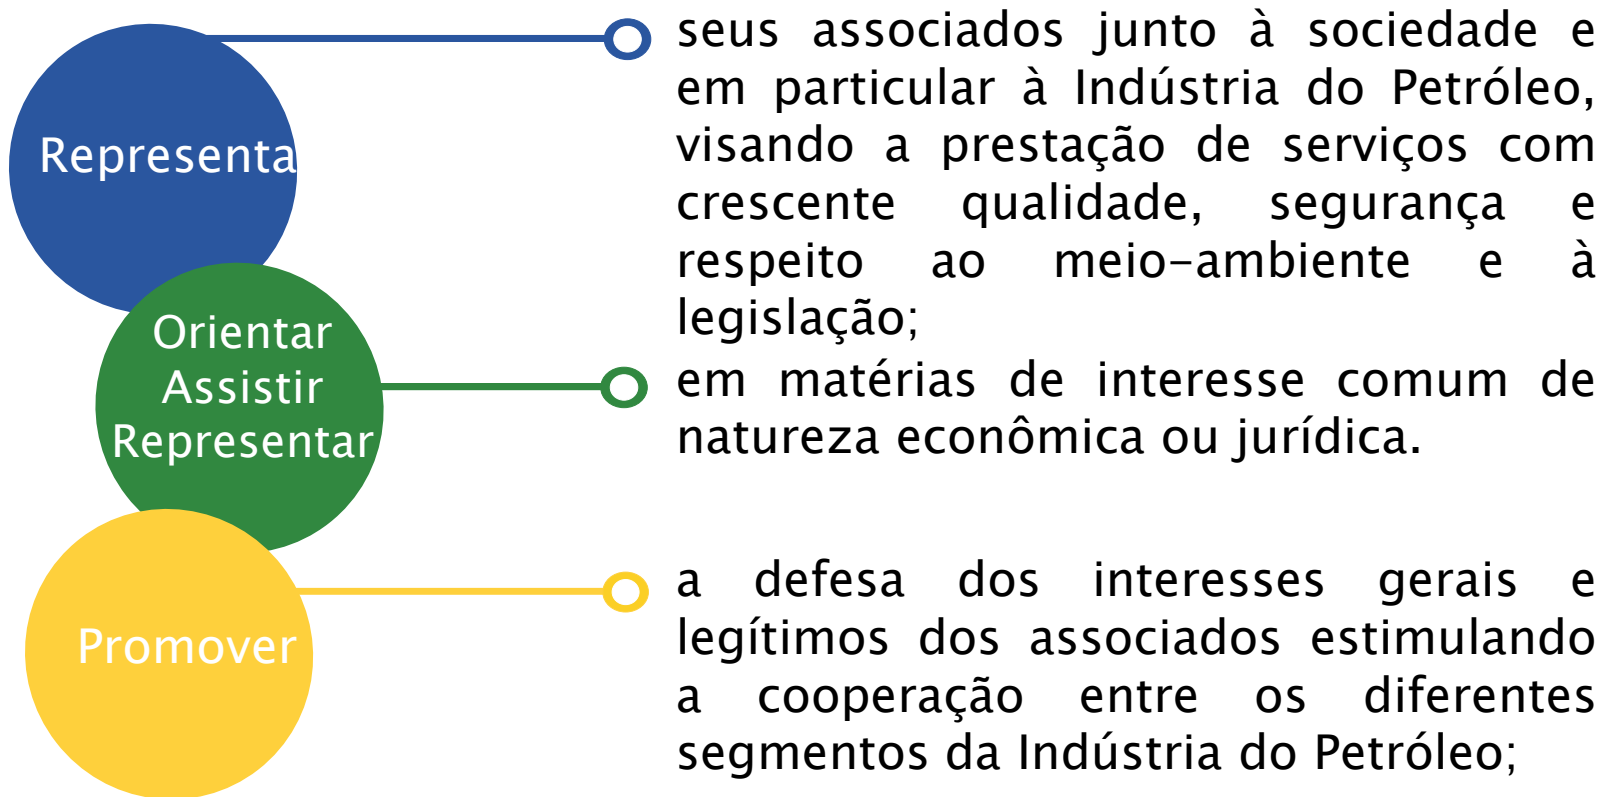 Representa
seus associados junto à sociedade e
em particular à Indústria do Petróleo,
visando a prestação de serviços com
crescente qualidade, segurança e
respeito ao meio-ambiente e à
legislação;
Orientar
Assistir
Representar
em matérias de interesse comum de
natureza econômica ou jurídica.
Promover
a defesa dos interesses gerais e
legítimos dos associados estimulando
a cooperação entre os diferentes
segmentos da Indústria do Petróleo;